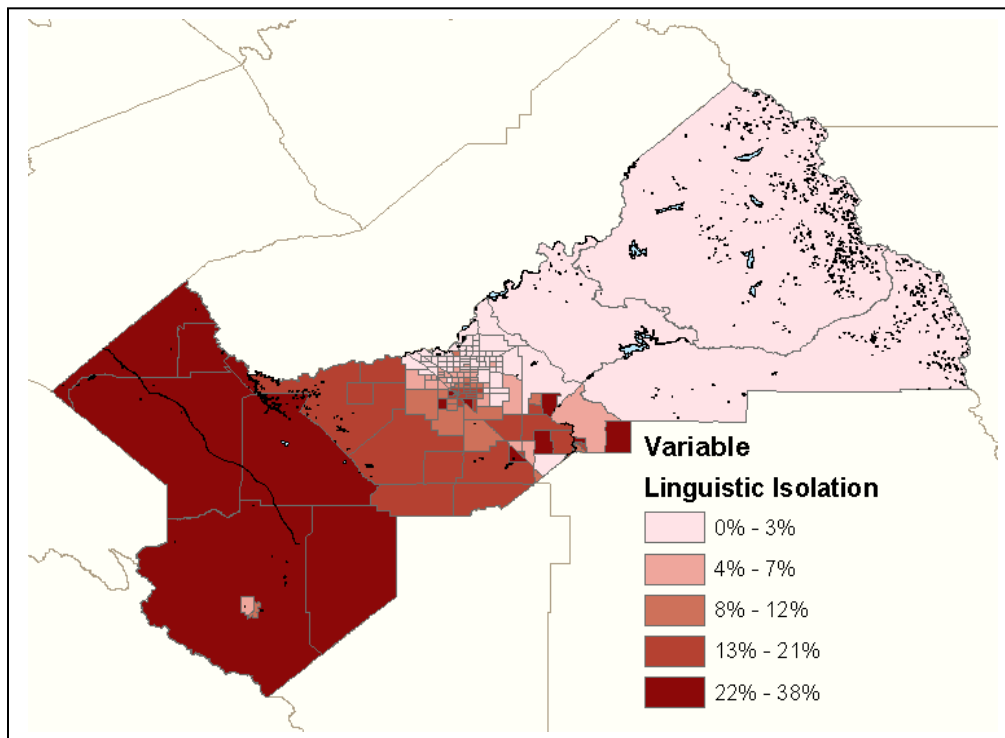 Variable
Linguistic Isolation
0% - 3%
4% - 7%
8% - 12%
13% - 21%
22% - 38%